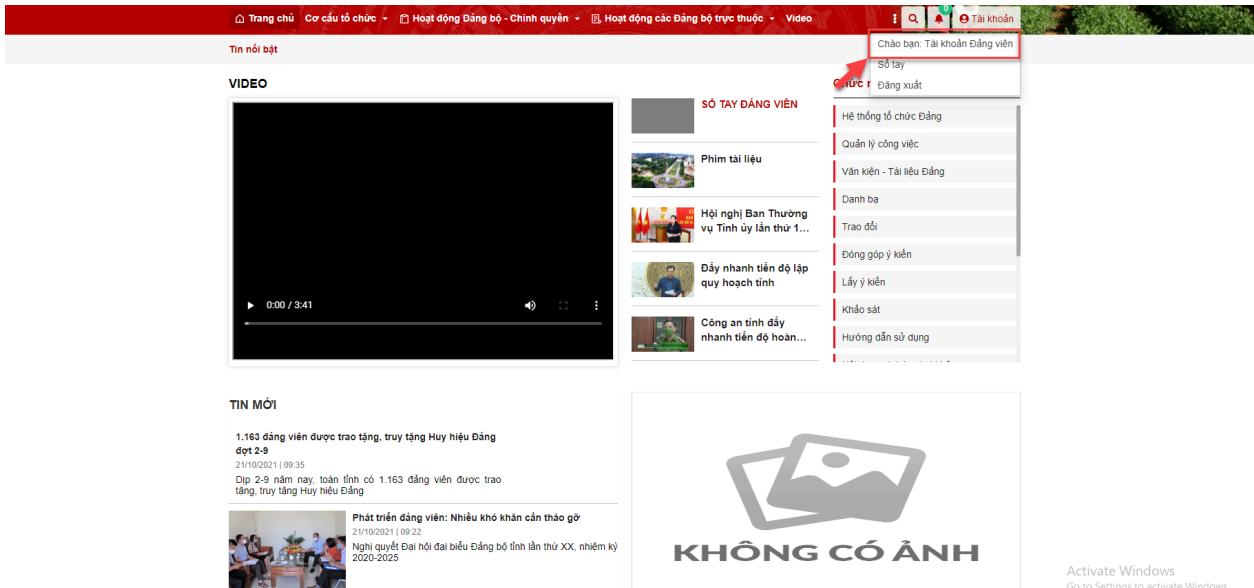 Trang chủ Cơ cấu tổ chức Hoạt động Đảng bộ - Chính quyền Hoạt động các Đảng bộ trực thuộc Video 0 Tài khoản
Tin nổi bật
Chào bạn: Tài khoản Đảng viên
Sổ tay
Đăng xuất
VIDEO
0:00 / 3:41
SỔ TAY ĐẢNG VIÊN
Phim tài liệu
Hội nghị Ban Thường
vụ Tỉnh ủy lần thứ 1...
Đẩy nhanh tiến độ lập
quy hoạch tỉnh
Công an tỉnh đẩy
nhanh tiến độ hoàn...
Chức
Hệ thống tổ chức Đảng
Quản lý công việc
Văn kiện - Tài liệu Đảng
Danh bạ
Trao đổi
Đóng góp ý kiến
Lấy ý kiến
Khảo sát
Hướng dẫn sử dụng
TIN MỚI
1.163 đảng viên được trao tặng, truy tặng Huy hiệu Đảng
đợt 2-9
21/10/2021 | 09:35
Dịp 2-9 năm nay, toàn tỉnh có 1.163 đảng viên được trao
tặng, truy tặng Huy hiệu Đảng
Phát triển đảng viên: Nhiều khó khăn cần tháo gỡ
21/10/2021 | 09:22
Nghị quyết Đại hội đại biểu Đảng bộ tỉnh lần thứ XX, nhiệm kỳ
2020-2025
KHÔNG CÓ ẢNH
Activate Windows
Go to Settings to activate Windows.